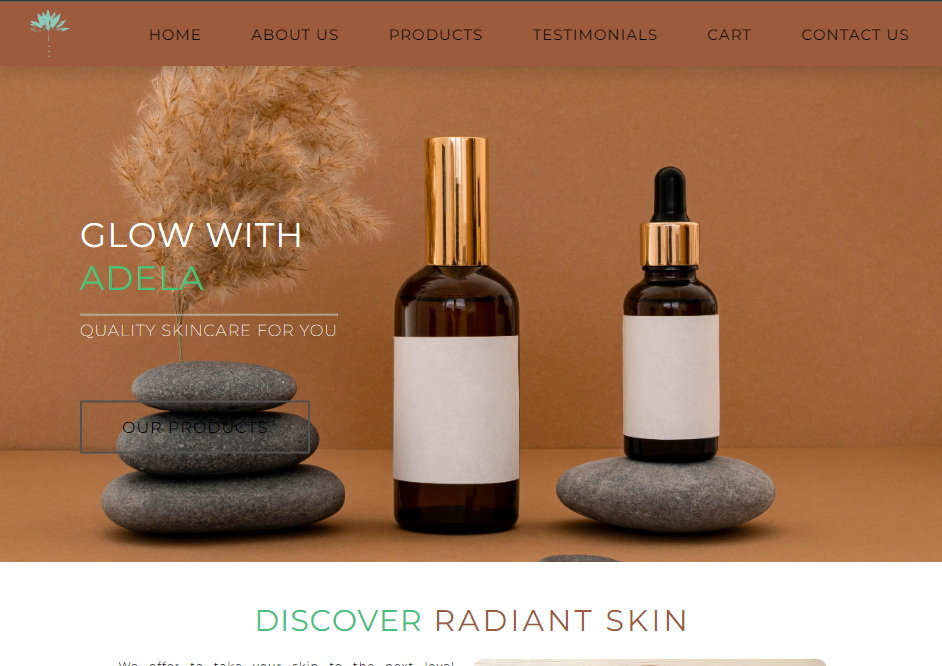 HOME ABOUT US PRODUCTS TESTIMONIALS CART CONTACT US
GLOW WITH
ADELA
QUALITY SKINCARE FOR YOU
OUR PRODUCTS
DISCOVER RADIANT SKIN
We offer to take your skin to the next level